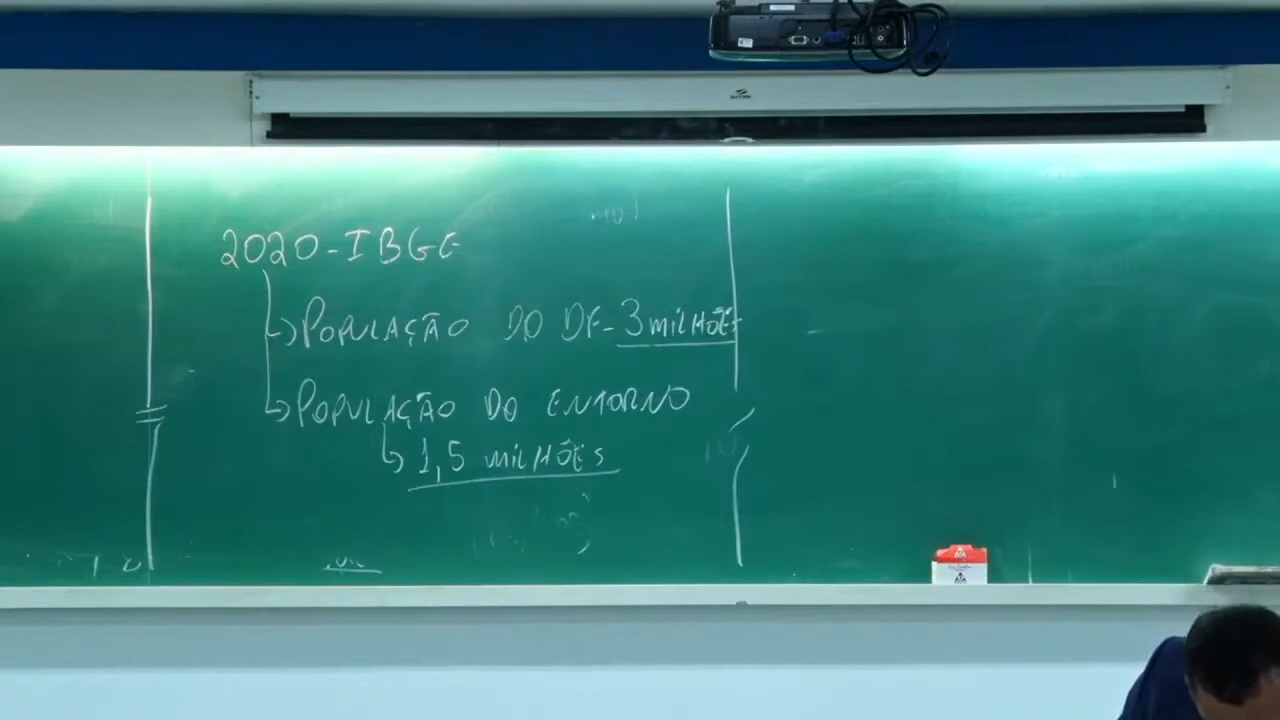 2020-IBGE
POPULAÇÃO DO DF-3 MILHÕES
POPULAÇÃO DO ENTORNO
1,5 MILHÕES